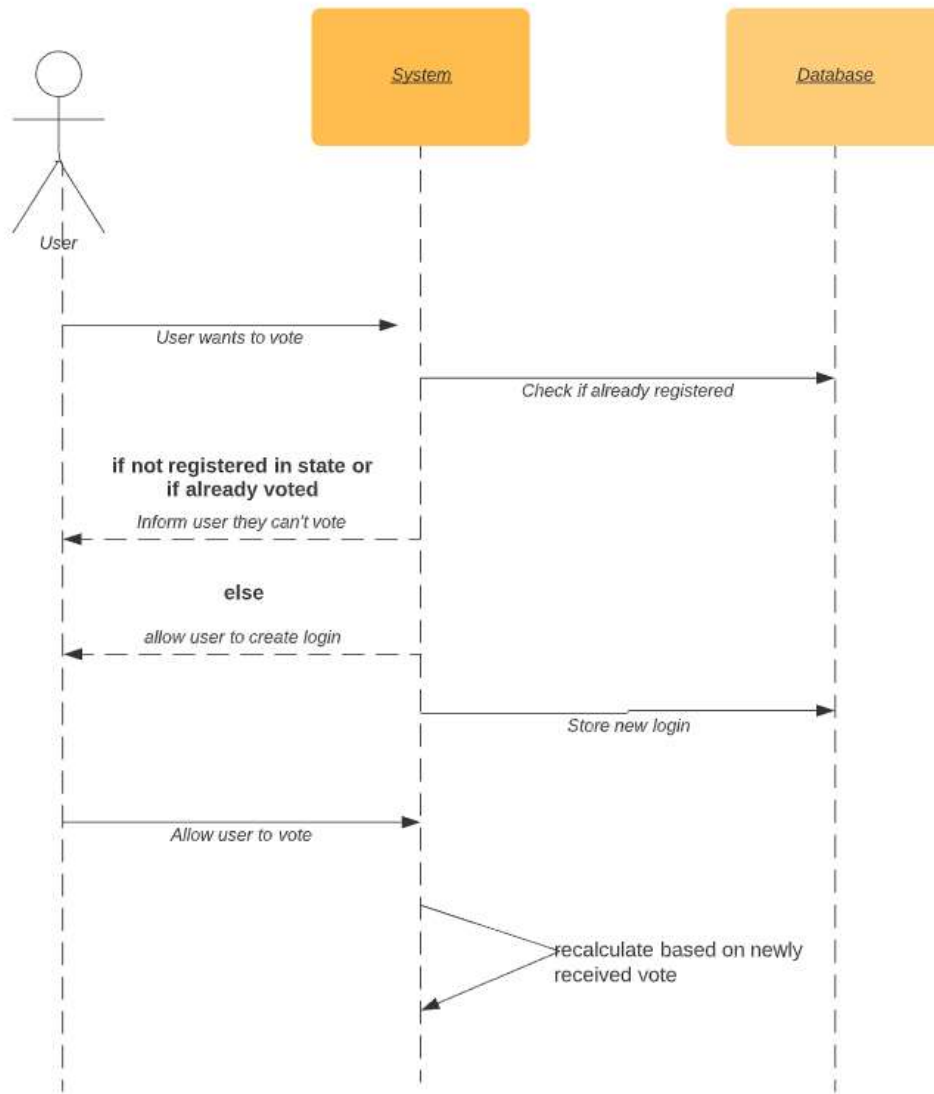 System
Database
User
User wants to vote
Check if already registered
if not registered in state or
if already voted
Inform user they can't vote
else
allow user to create login
Store new login
Allow user to vote
recalculate based on newly
received vote